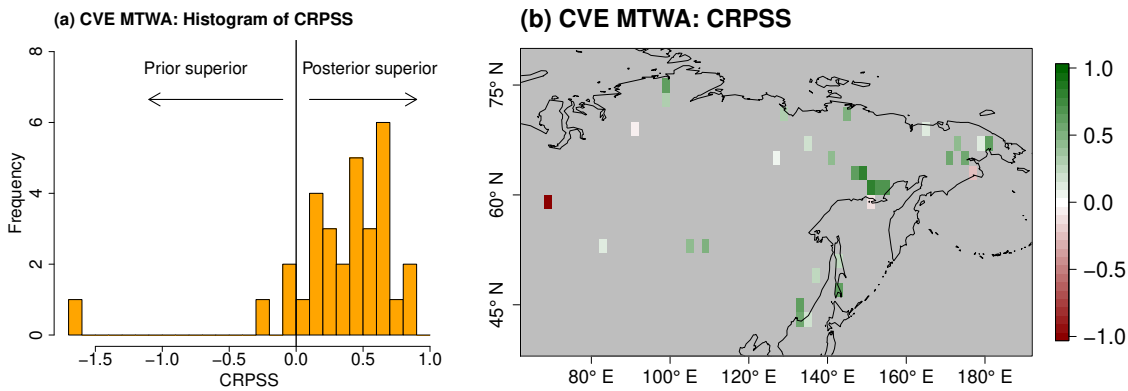 (a) CVE MTWA: Histogram of CRPSS
Prior superior
Posterior superior
Frequency
8
6
4
2
0
−1.5 −1.0 −0.5 0.0 0.5 1.0
CRPSS
(b) CVE MTWA: CRPSS
75° N
60° N
45° N
80° E 100° E 120° E 140° E 160° E 180° E
1.0
0.5
0.0
−0.5
−1.0